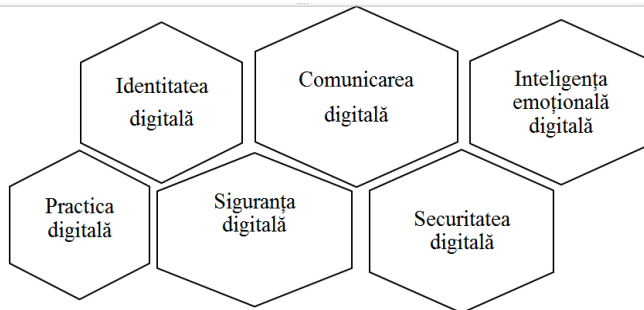 Identitatea
digitală
Comunicarea
digitală
Inteligența
emoțională
digitală
Practica
digitală
Siguranța
digitală
Securitatea
digitală